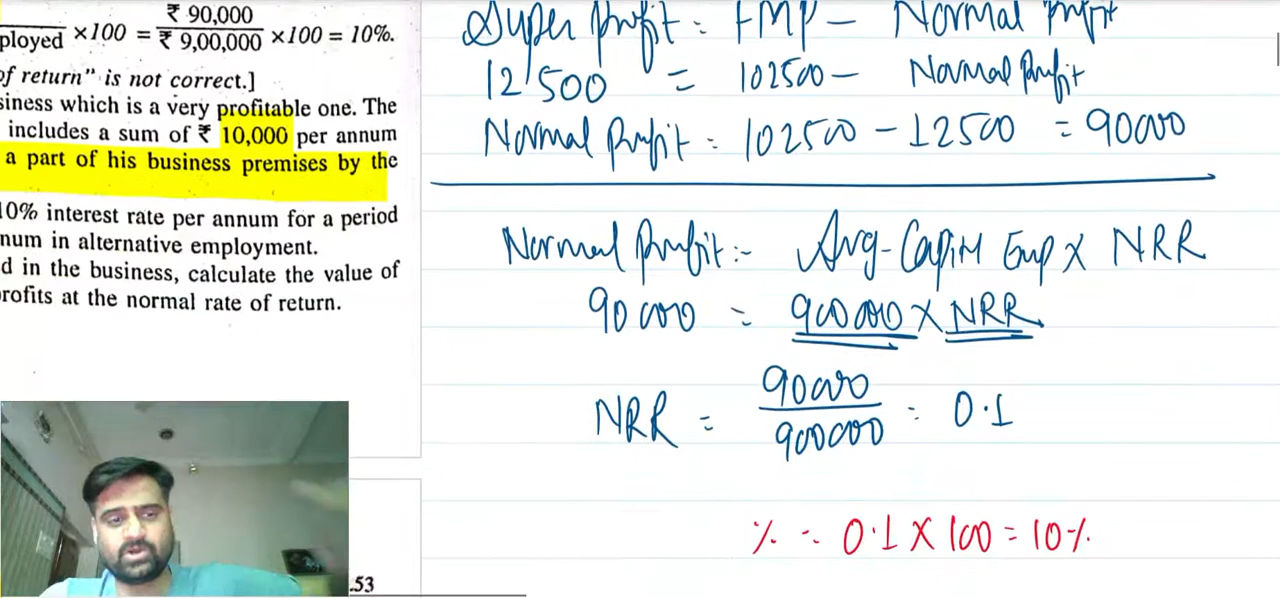 ployed ×100 = ₹ 90,000 / ₹ 9,00,000 ×100 = 10%.
of return" is not correct.]
siness which is a very profitable one. The
includes a sum of ₹ 10,000 per annum
a part of his business premises by the
10% interest rate per annum for a period
num in alternative employment.
d in the business, calculate the value of
rofits at the normal rate of return.
.53
Super profit : FMP – Normal Profit
12500 = 102500 – Normal Profit
Normal Profit : 102500 – 12500 = 90000
Normal Profit :- Avg-Capital Emp X NRR
90000 = 900000 X NRR
NRR = 90000 / 900000 : 0.1
% = 0.1 X 100 = 10%